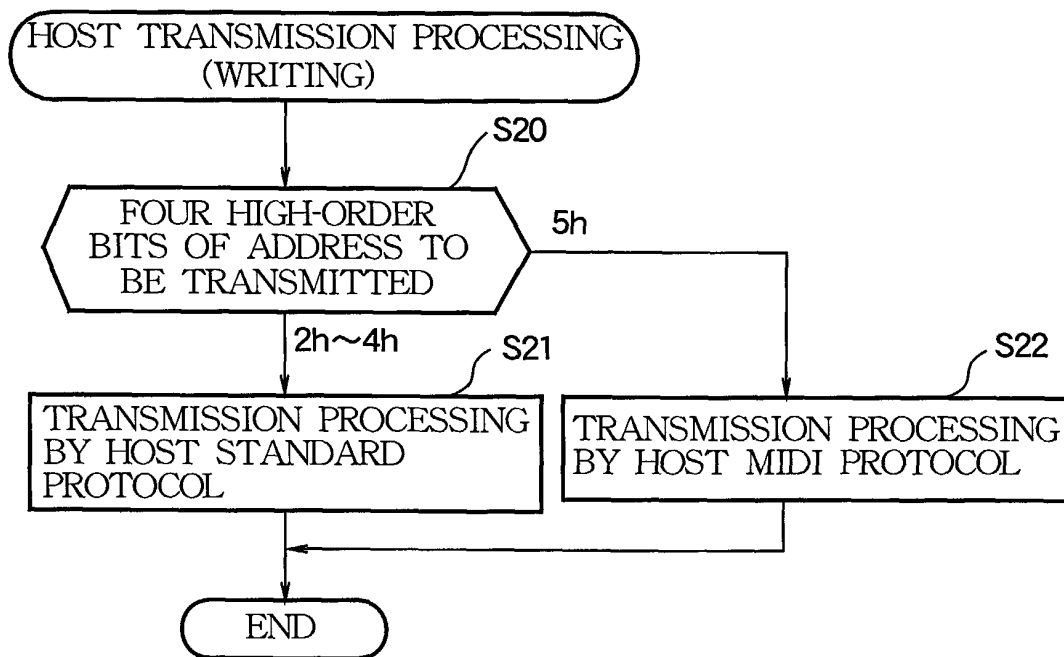 HOST TRANSMISSION PROCESSING
(WRITING)
S20
FOUR HIGH-ORDER
BITS OF ADDRESS TO
BE TRANSMITTED
5h
2h～4h
S21
TRANSMISSION PROCESSING
BY HOST STANDARD
PROTOCOL
S22
TRANSMISSION PROCESSING
BY HOST MIDI PROTOCOL
END